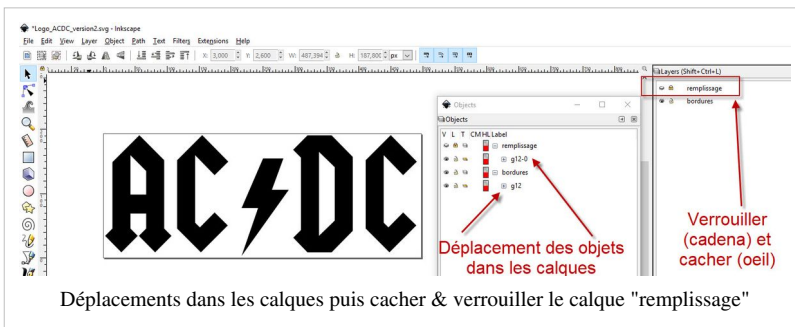 *Logo_ACDC_version2.svg - Inkscape
File Edit View Layer Object Path Text Filters Extensions Help
X: 3,000 Y: 2,600 W: 487,394 H: 187,800 px
Layers (Shift+Ctrl+L)
remplissage
bordures
Objects
Objects
V L T CM HL Label
remplissage
g12-0
bordures
g12
AC DC
Déplacement des objets
dans les calques
Verrouiller
(cadena) et
cacher (oeil)
Déplacements dans les calques puis cacher & verrouiller le calque "remplissage"